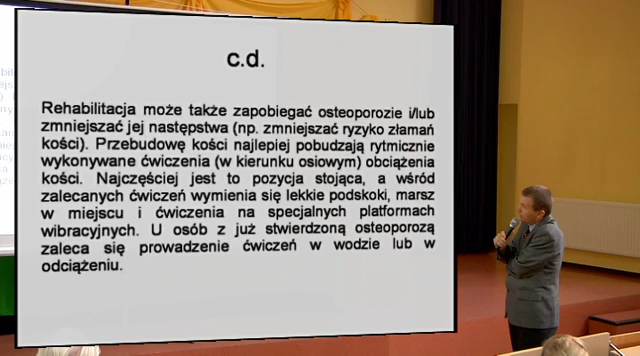 c.d.
Rehabilitacja może także zapobiegać osteoporozie i/lub
zmniejszać jej następstwa (np. zmniejszać ryzyko złamań
kości). Przebudowę kości najlepiej pobudzają rytmicznie
wykonywane ćwiczenia (w kierunku osiowym) obciążenia
kości. Najczęściej jest to pozycja stojąca, a wśród
zalecanych ćwiczeń wymienia się lekkie podskoki, marsz
w miejscu i ćwiczenia na specjalnych platformach
wibracyjnych. U osób z już stwierdzoną osteoporozą
zaleca się prowadzenie ćwiczeń w wodzie lub w
odciążeniu.